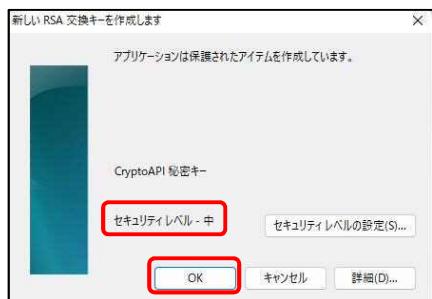 新しい RSA 交換キーを作成します
アプリケーションは保護されたアイテムを作成しています。
CryptoAPI 秘密キー
セキュリティ レベル - 中
セキュリティ レベルの設定(S)...
OK
キャンセル
詳細(D)...